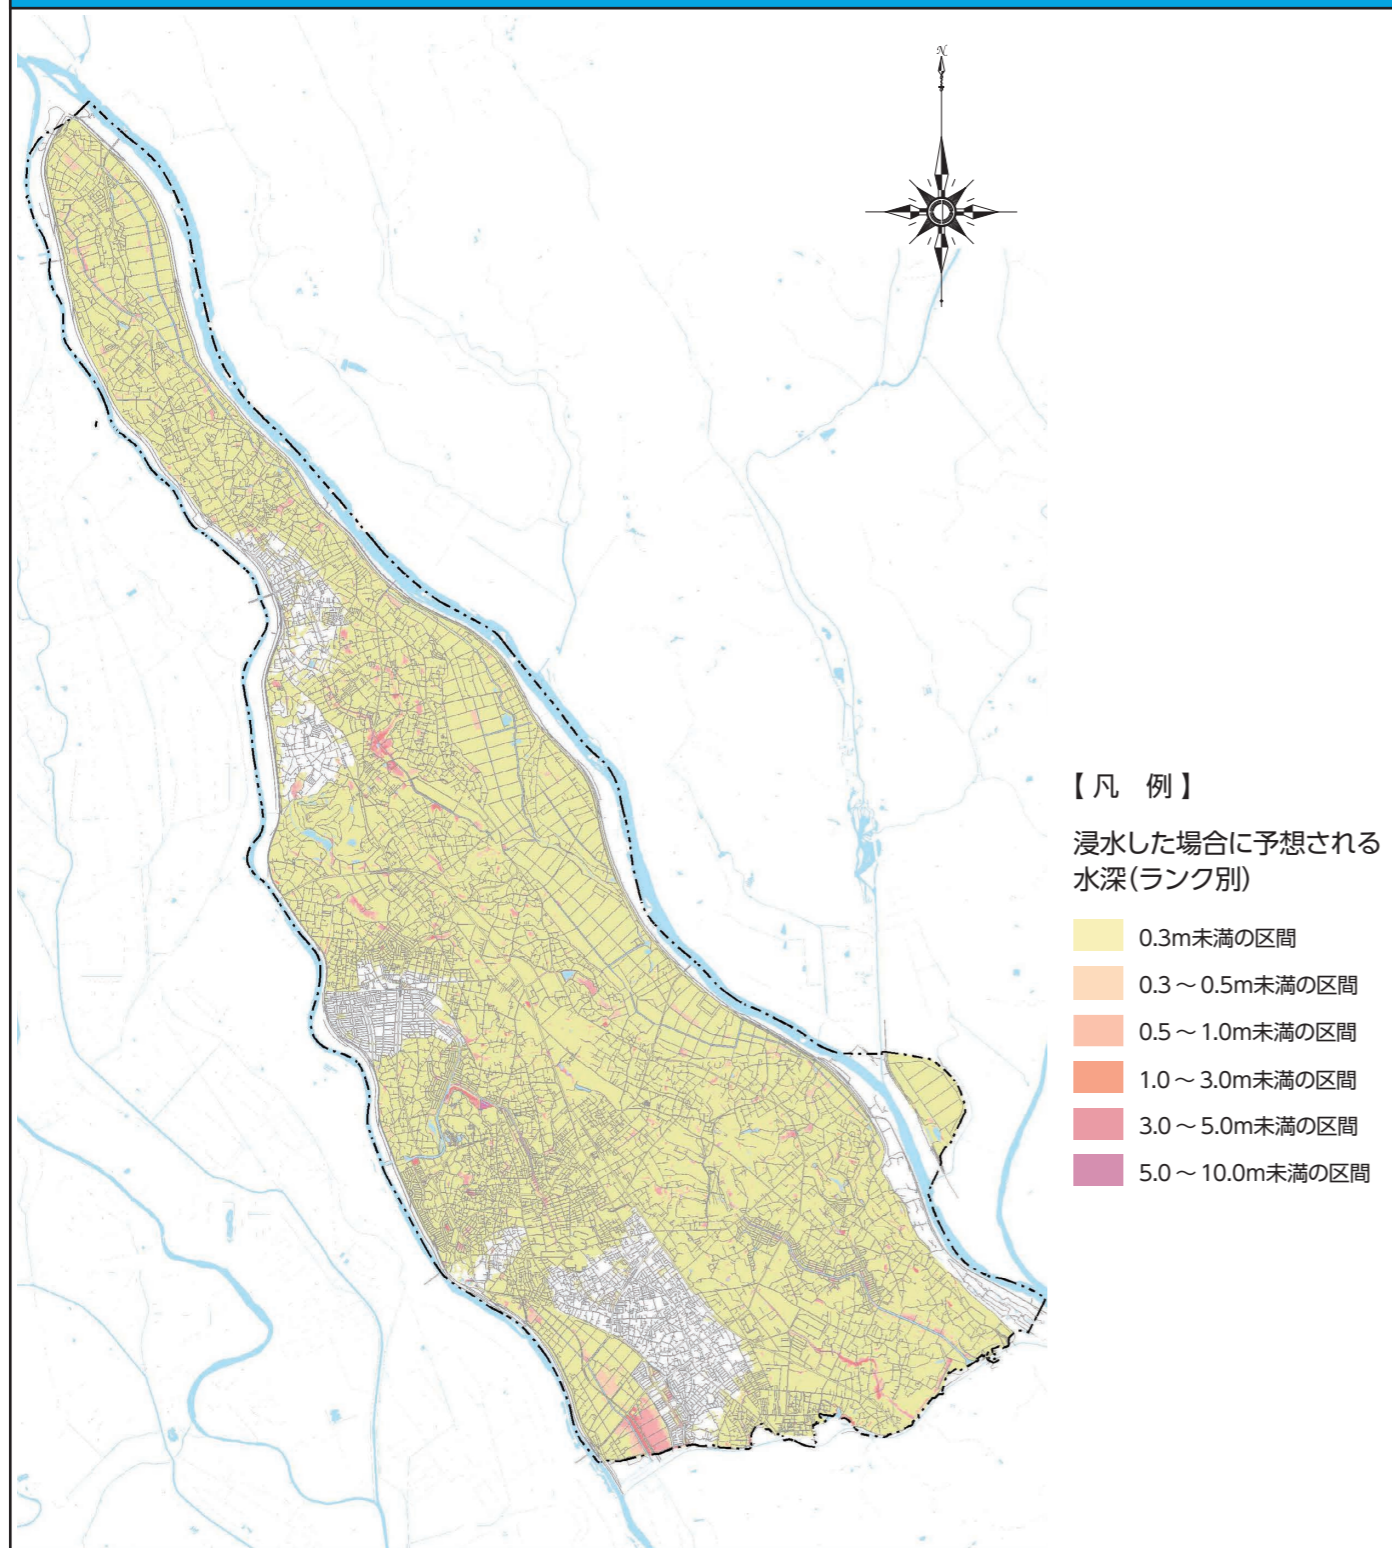 N
【凡　例】
浸水した場合に予想される
水深(ランク別)
0.3m未満の区間
0.3～0.5m未満の区間
0.5～1.0m未満の区間
1.0～3.0m未満の区間
3.0～5.0m未満の区間
5.0～10.0m未満の区間